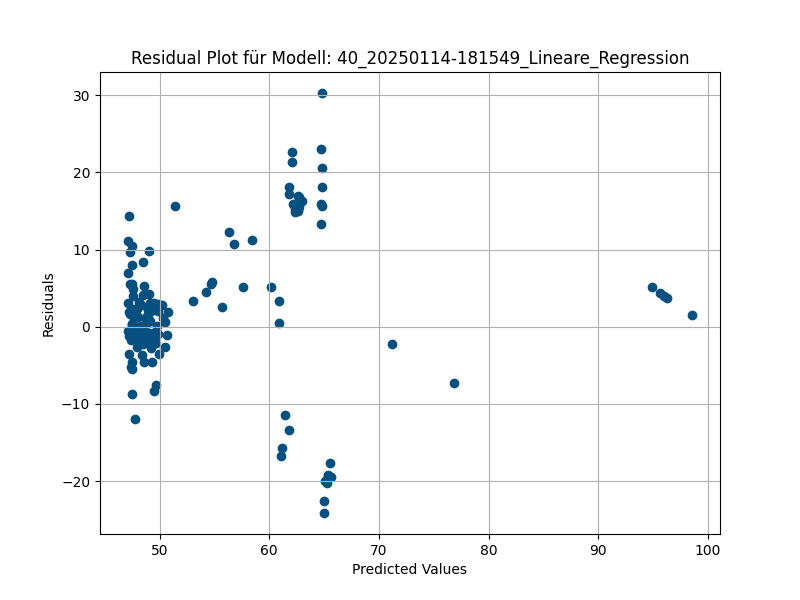 Residual Plot für Modell: 40_20250114-181549_Lineare_Regression
30
20
10
0
−10
−20
Residuals
50 60 70 80 90 100
Predicted Values